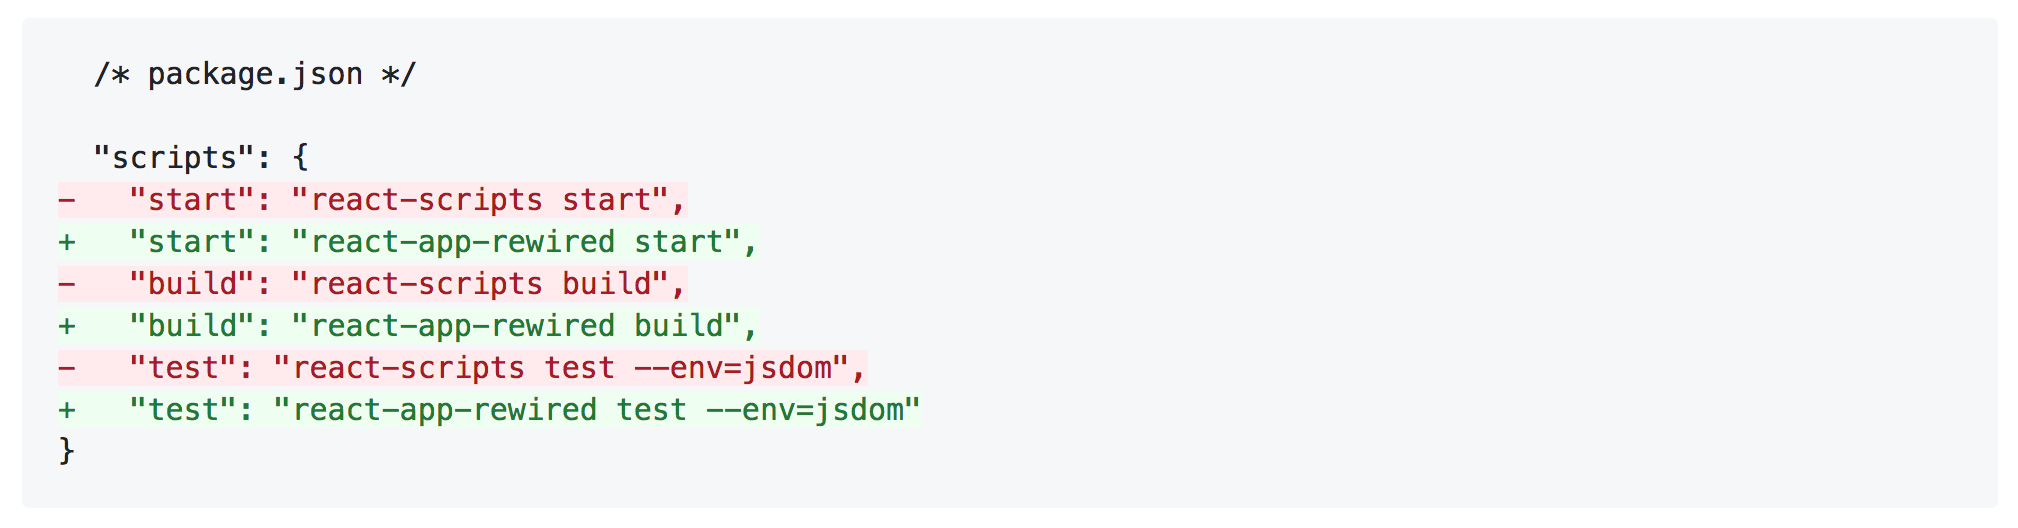 /* package.json */
"scripts": {
-   "start": "react-scripts start",
+   "start": "react-app-rewired start",
-   "build": "react-scripts build",
+   "build": "react-app-rewired build",
-   "test": "react-scripts test --env=jsdom",
+   "test": "react-app-rewired test --env=jsdom"
}